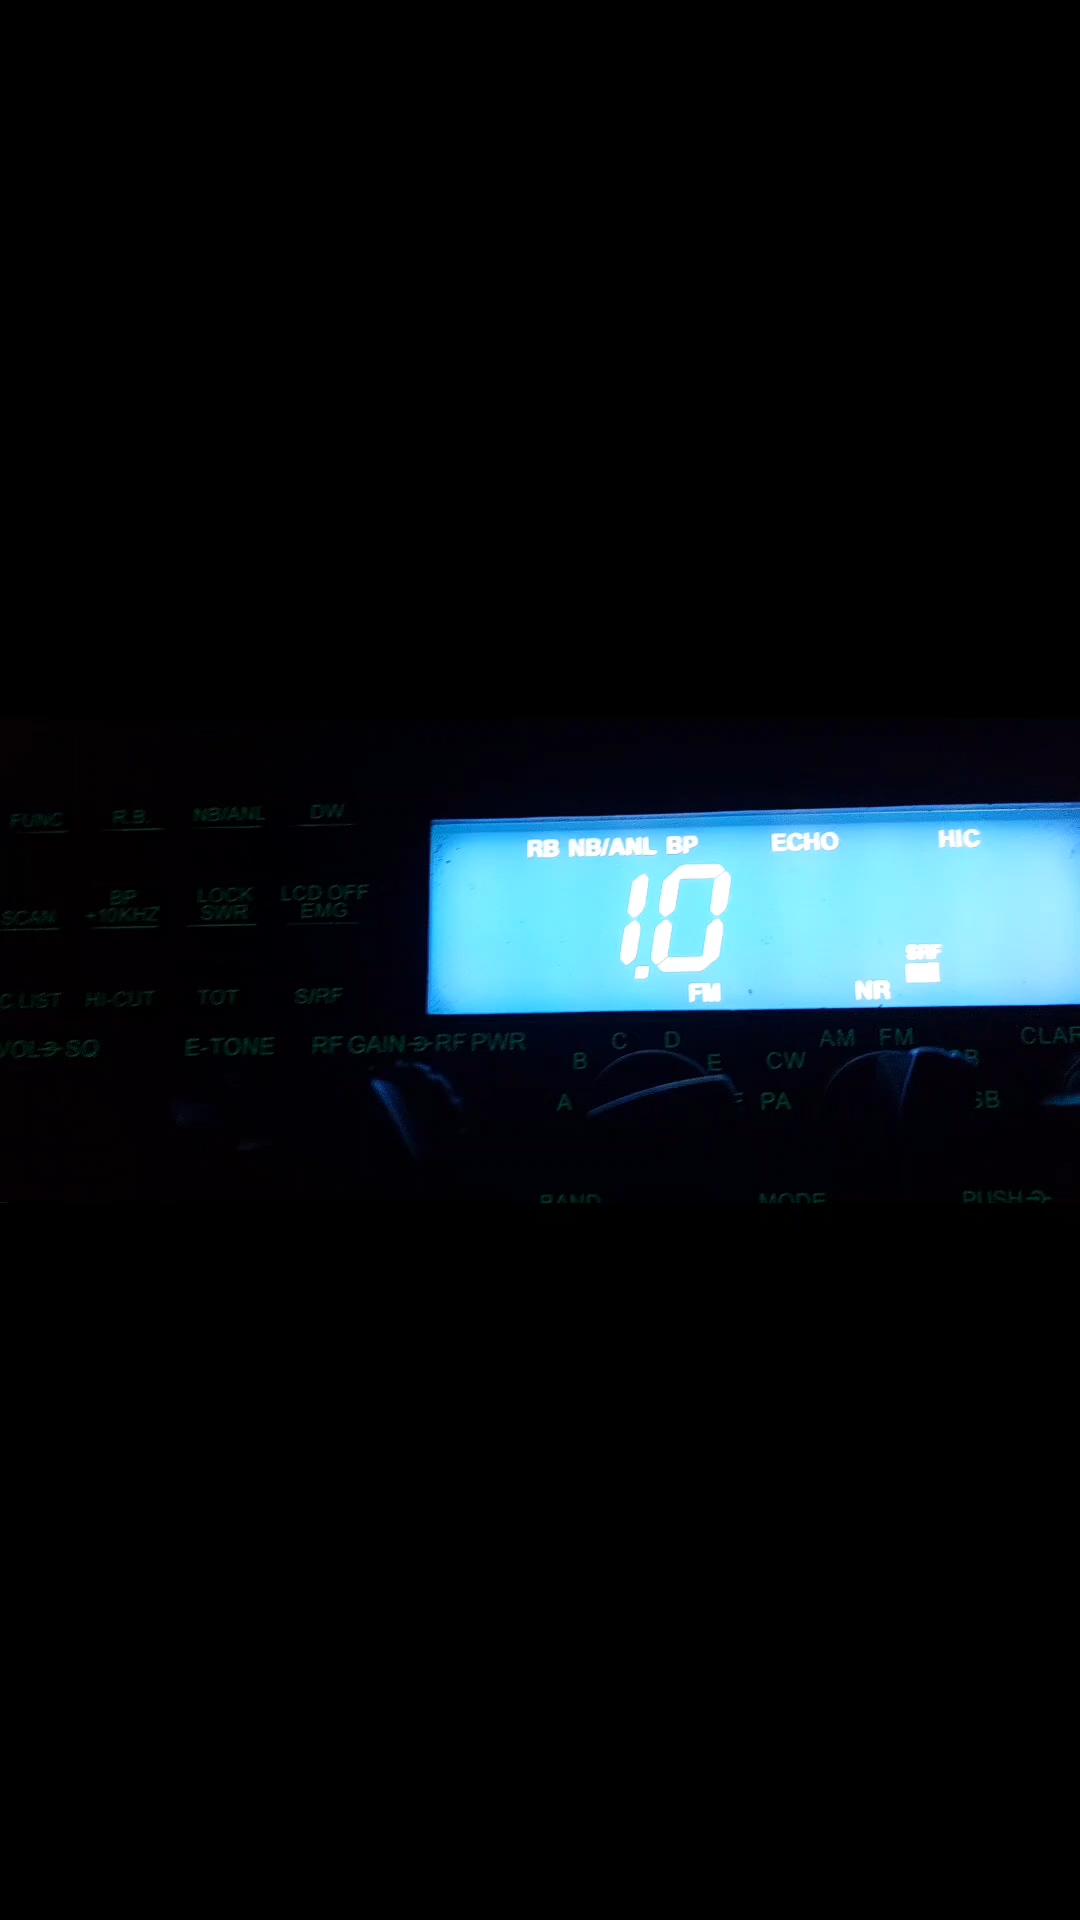 FUNC R.B. NB/ANL DW
RB NB/ANL BP ECHO HIC
1.0
BP LOCK LCD OFF
SCAN +10KHZ SWR EMG
SRF
FM NR
C LIST HI-CUT TOT S/RF
VOL SQ E-TONE RF GAIN RF PWR
C D AM FM CLAR
B E CW
A PA
BAND MODE PUSH